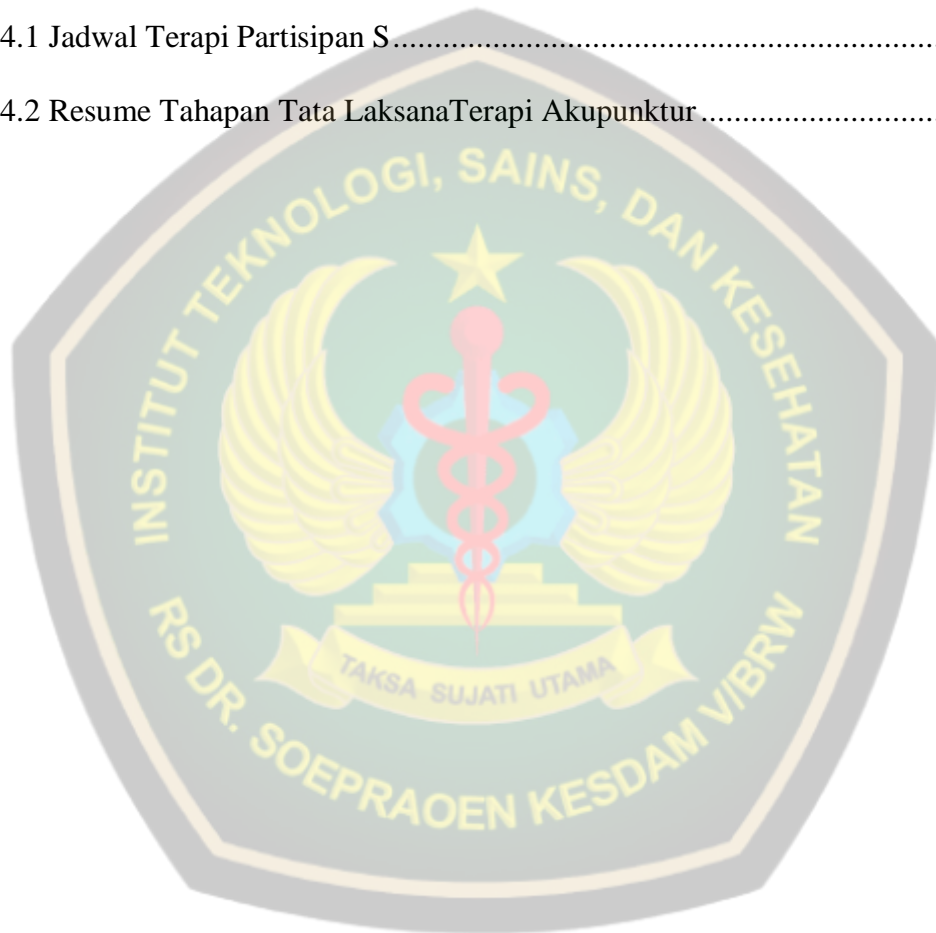 4.1 Jadwal Terapi Partisipan S.....................................................................
4.2 Resume Tahapan Tata LaksanaTerapi Akupunktur.............................
INSTITUT TEKNOLOGI, SAINS, DAN KESEHATAN
TAKSA SUJATI UTAMA
RS DR. SOEPRAOEN KESDAM V/BRW